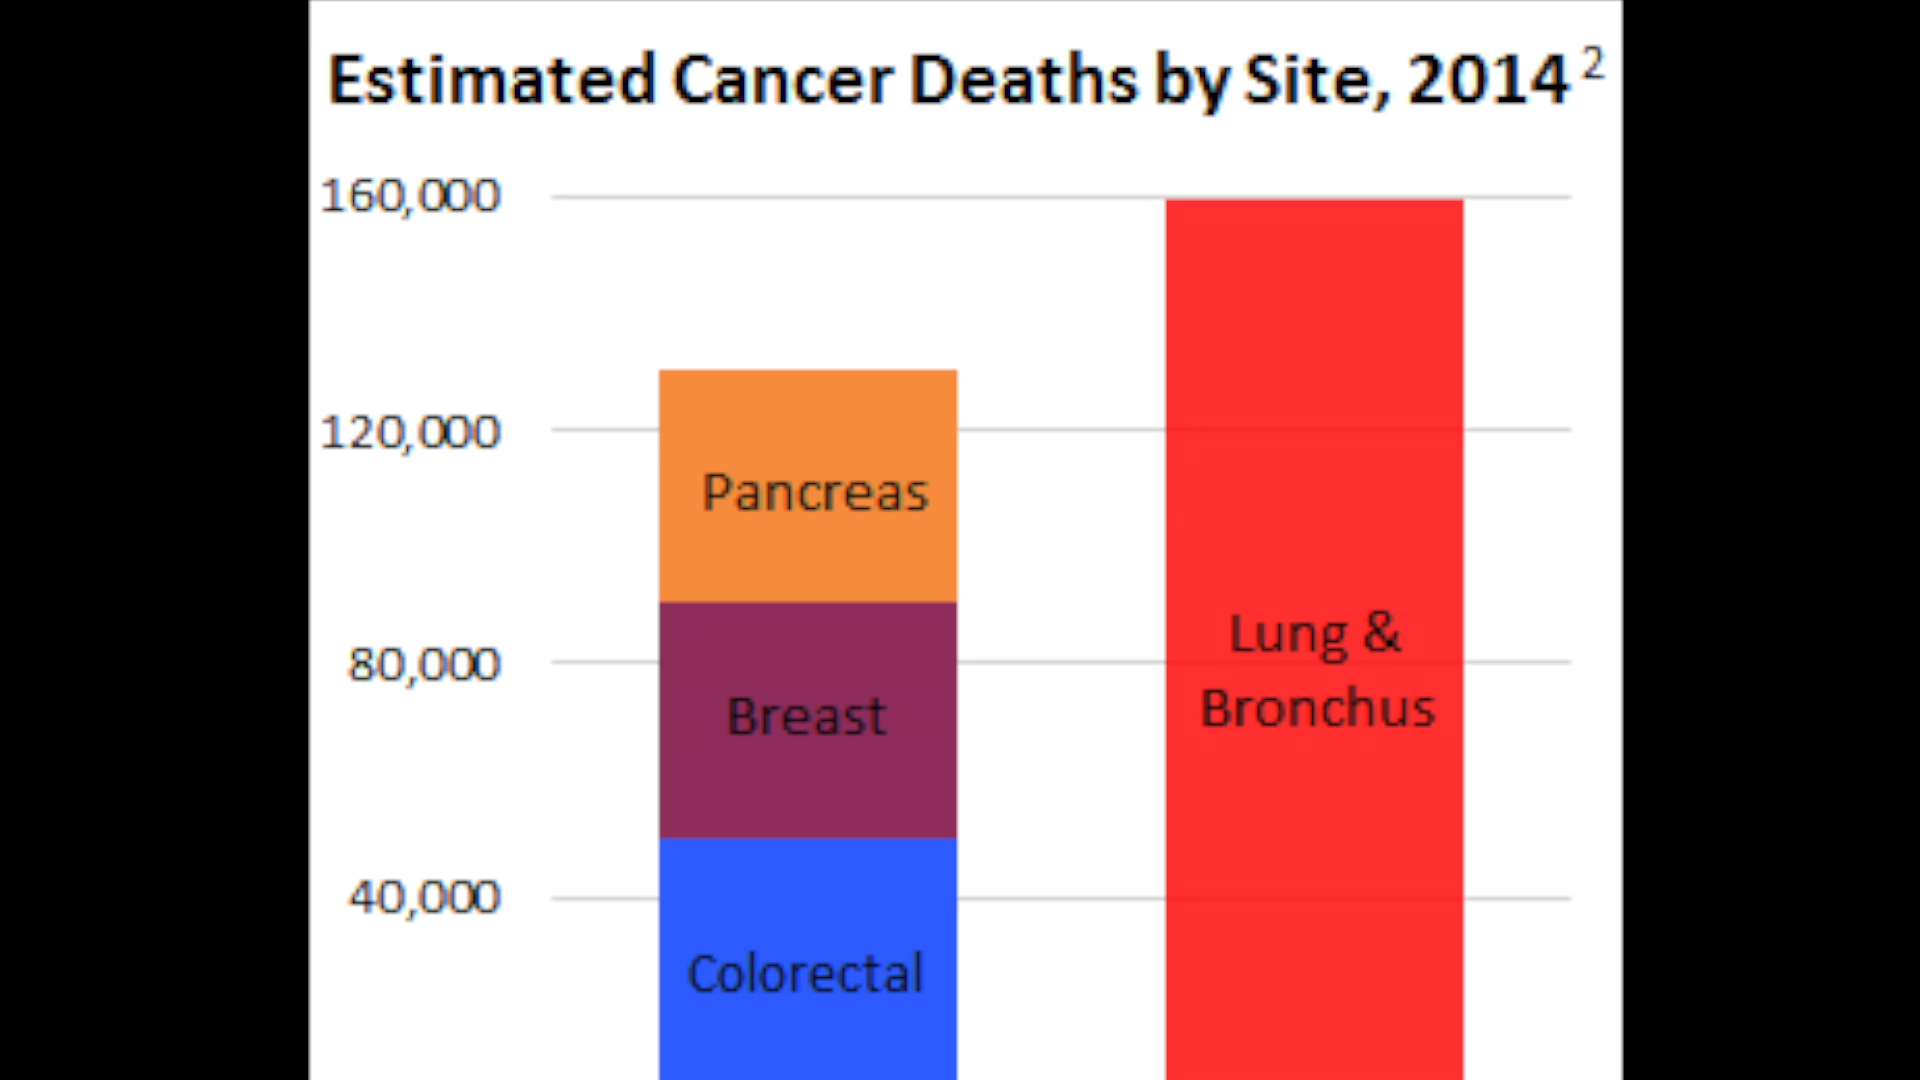 Estimated Cancer Deaths by Site, 2014 2
160,000
120,000
Pancreas
Lung &
80,000
Bronchus
Breast
40,000
Colorectal